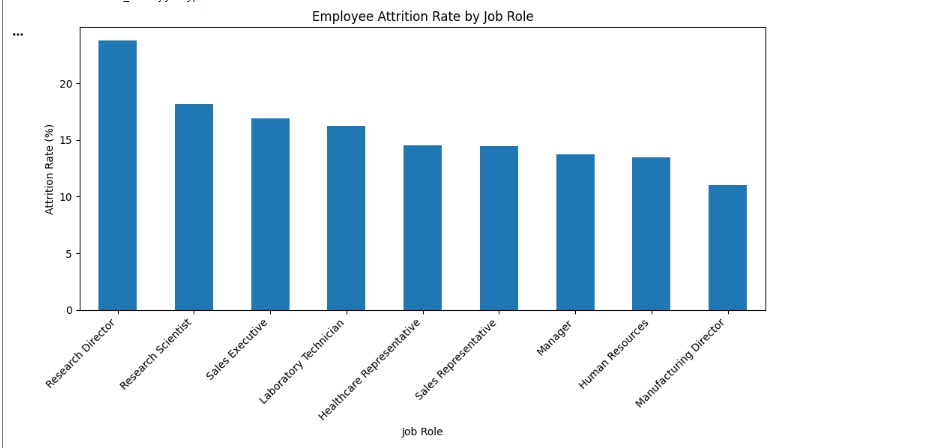 ...
Employee Attrition Rate by Job Role
Attrition Rate (%)
20
15
10
5
0
Research Director
Research Scientist
Sales Executive
Laboratory Technician
Healthcare Representative
Sales Representative
Manager
Human Resources
Manufacturing Director
Job Role